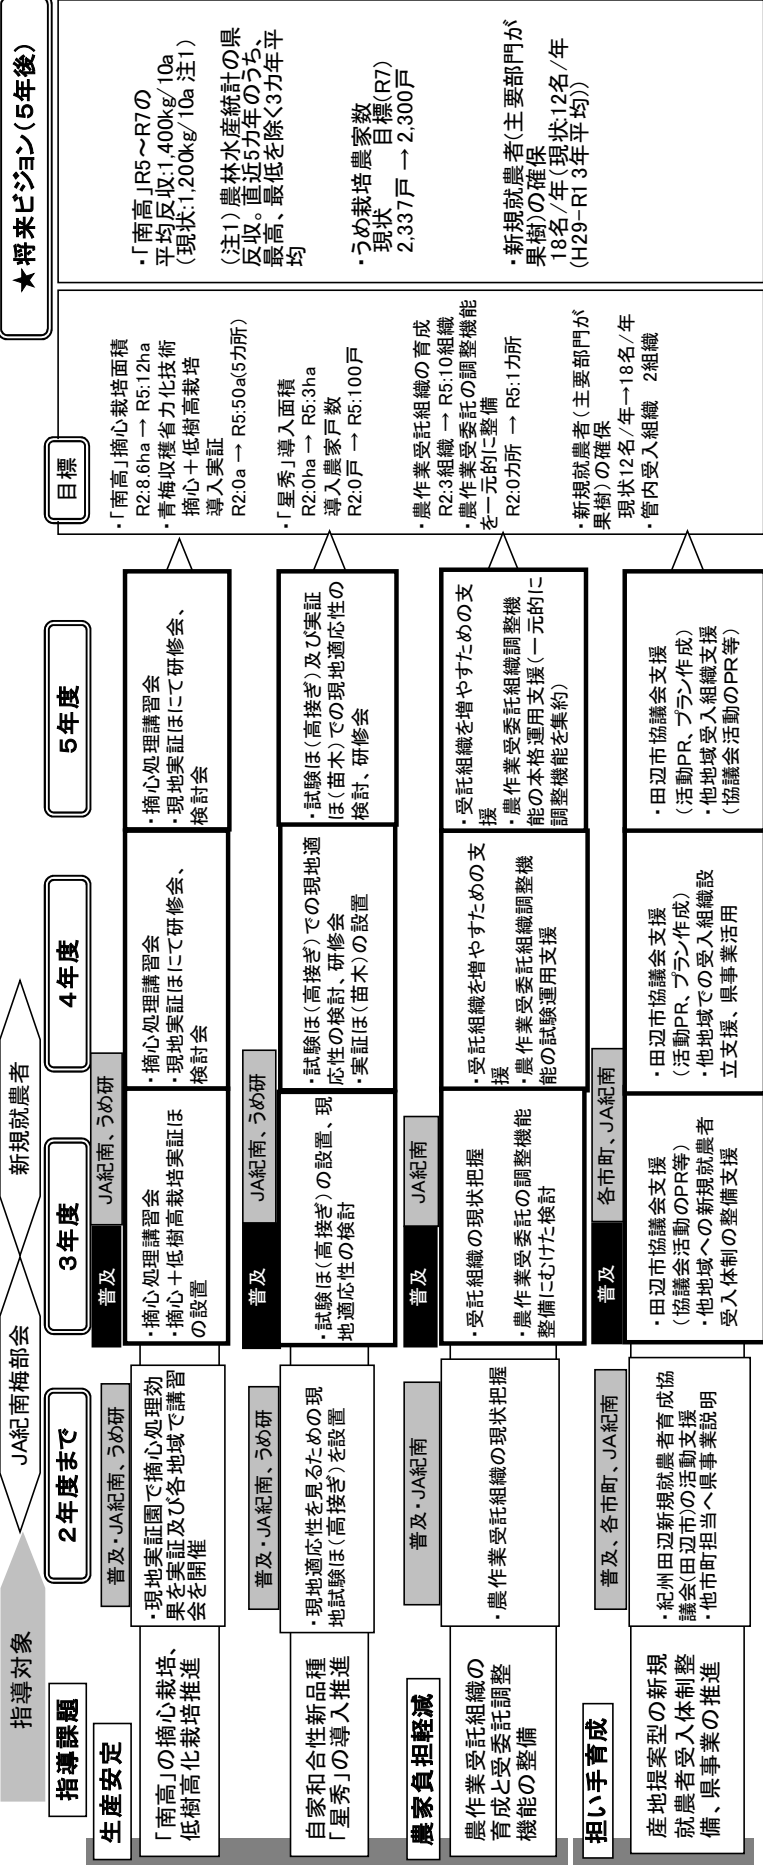 指導対象
JA紀南梅部会
新規就農者
指導課題
2年度まで
3年度
4年度
5年度
目標
★将来ビジョン(5年後)
生産安定
普及・JA紀南、うめ研
普及
JA紀南、うめ研
「南高」の摘心栽培、
低樹高化栽培推進
・現地実証園で摘心処理効
果を実証及び各地域で講習
会を開催
・摘心処理講習会
・摘心+低樹高栽培実証ほ
の設置
・摘心処理講習会
・現地実証ほにて研修会、
検討会
・摘心処理講習会
・現地実証ほにて研修会、
検討会
・「南高」摘心栽培面積
R2:8.6ha → R5:12ha
・青梅収穫省力化技術
摘心+低樹高栽培
導入実証
R2:0a → R5:50a(5カ所)
普及・JA紀南、うめ研
普及
JA紀南、うめ研
自家和合性新品種
「星秀」の導入推進
・現地適応性を見るための現
地試験ほ(高接ぎ)を設置
・試験ほ(高接ぎ)の設置、現
地適応性の検討
・試験ほ(高接ぎ)での現地適
応性の検討、研修会
・実証ほ(苗木)の設置
・試験ほ(高接ぎ)及び実証
ほ(苗木)での現地適応性の
検討、研修会
・「星秀」導入面積
R2:0ha → R5:3ha
導入農家戸数
R2:0戸 → R5:100戸
農家負担軽減
普及・JA紀南
普及
JA紀南
農作業受託組織の
育成と受委託調整
機能の整備
・農作業受託組織の現状把握
・受託組織の現状把握
・農作業受委託の調整機能
整備にむけた検討
・受託組織を増やすための支
援
・農作業受委託組織調整機
能の試験運用支援
・受託組織を増やすための支
援
・農作業受委託組織調整機
能の本格運用支援(一元的に
調整機能を集約)
・農作業受託組織の育成
R2:3組織 → R5:10組織
・農作業受委託の調整機能
を一元的に整備
R2:0カ所 → R5:1カ所
担い手育成
普及、各市町、JA紀南
普及
各市町、JA紀南
産地提案型の新規
就農者受入体制整
備、県事業の推進
・紀州田辺新規就農者育成協
議会(田辺市)の活動支援
・他市町担当へ県事業説明
・田辺市協議会支援
(協議会活動のPR等)
・他地域への新規就農者
受入体制の整備支援
・田辺市協議会支援
(活動PR、プラン作成)
・他地域での受入組織設
立支援、県事業活用
・田辺市協議会支援
(活動PR、プラン作成)
・他地域受入組織支援
(協議会活動のPR等)
・新規就農者(主要部門が
果樹)の確保
現状12名/年→18名/年
・管内受入組織 2組織
・「南高」R5~R7の
平均反収:1,400kg/10a
(現状:1,200kg/10a 注1)
(注1)農林水産統計の県
反収。直近5カ年のうち、
最高、最低を除く3カ年平
均
・うめ栽培農家数
現状 目標(R7)
2,337戸 → 2,300戸
・新規就農者(主要部門が
果樹)の確保
18名/年(現状:12名/年
(H29-R1 3年平均))